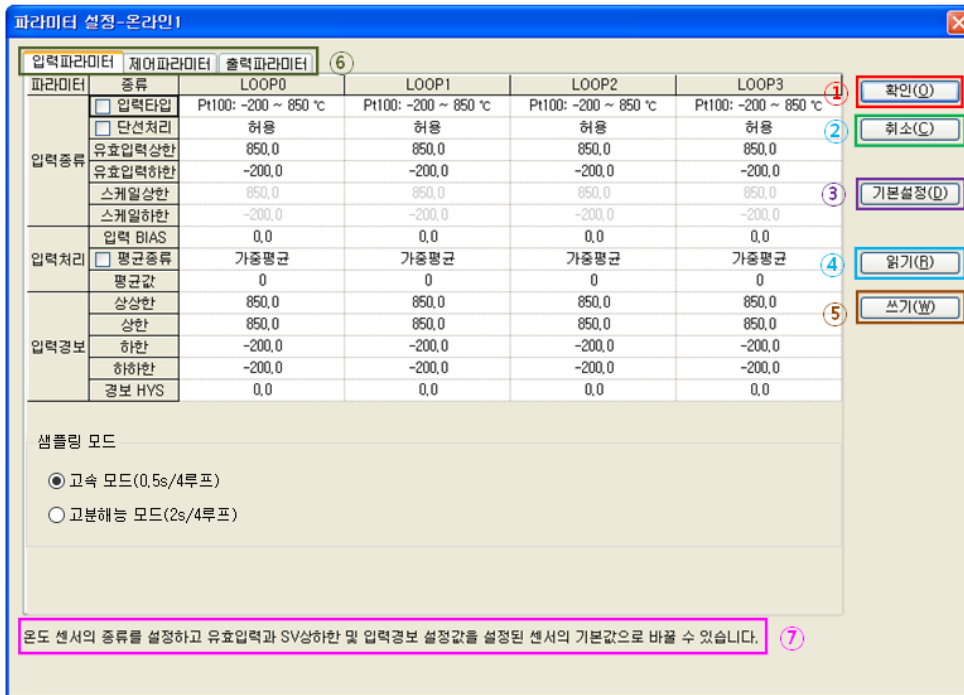 파라미터 설정-온라인1
입력파라미터 제어파라미터 출력파라미터 ⑥
파라미터 종류 LOOP0 LOOP1 LOOP2 LOOP3
입력종류 입력타입 Pt100: -200 ~ 850 ℃ Pt100: -200 ~ 850 ℃ Pt100: -200 ~ 850 ℃ Pt100: -200 ~ 850 ℃
단선처리 허용 허용 허용 허용
유효입력상한 850.0 850.0 850.0 850.0
유효입력하한 -200.0 -200.0 -200.0 -200.0
스케일상한 850.0 850.0 850.0 850.0
스케일하한 -200.0 -200.0 -200.0 -200.0
입력처리 입력 BIAS 0.0 0.0 0.0 0.0
평균종류 가중평균 가중평균 가중평균 가중평균
평균값 0 0 0 0
입력경보 상상한 850.0 850.0 850.0 850.0
상한 850.0 850.0 850.0 850.0
하한 -200.0 -200.0 -200.0 -200.0
하하한 -200.0 -200.0 -200.0 -200.0
경보 HYS 0.0 0.0 0.0 0.0
① 확인(O)
② 취소(C)
③ 기본설정(D)
④ 읽기(R)
⑤ 쓰기(W)
샘플링 모드
고속 모드(0.5s/4루프)
고분해능 모드(2s/4루프)
온도 센서의 종류를 설정하고 유효입력과 SV상하한 및 입력경보 설정값을 설정된 센서의 기본값으로 바꿀 수 있습니다. ⑦